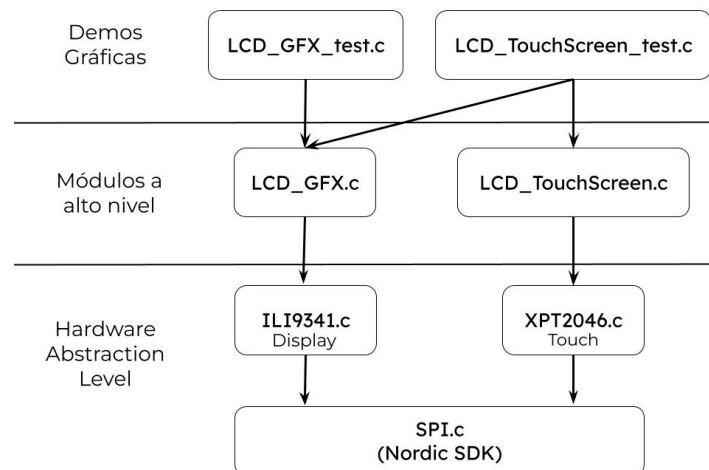 Demos
Gráficas
LCD_GFX_test.c
LCD_TouchScreen_test.c
Módulos a
alto nivel
LCD_GFX.c
LCD_TouchScreen.c
Hardware
Abstraction
Level
ILI9341.c
Display
XPT2046.c
Touch
SPI.c
(Nordic SDK)